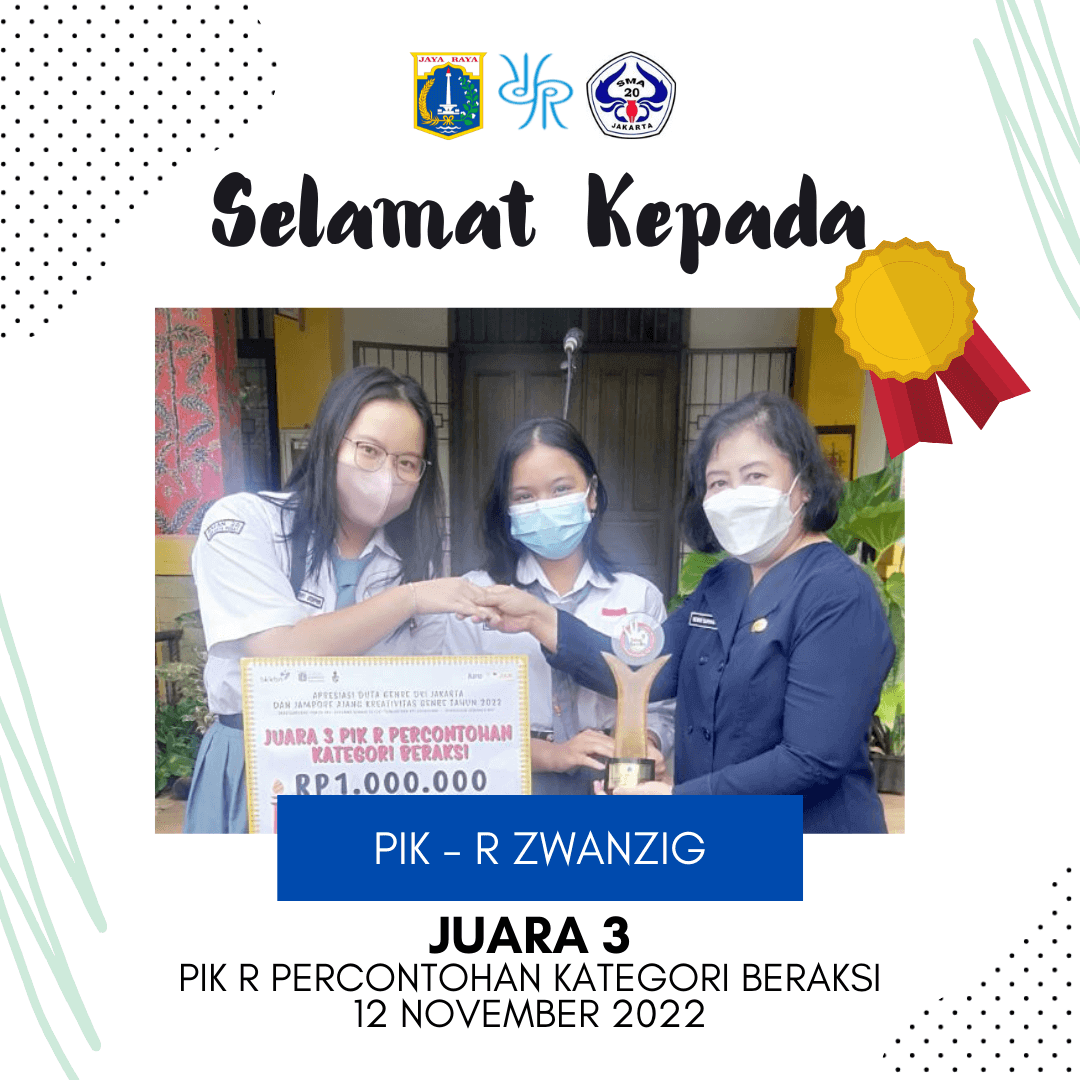 JAYA RAYA
SMA
20
JAKARTA
Selamat Kepada
APRESIASI DUTA GENRE DKI JAKARTA
DAN JAMBORE AJANG KREATIVITAS GENRE TAHUN 2022
JUARA 3 PIK R PERCONTOHAN
KATEGORI BERAKSI
RP1.000.000
PIK - R ZWANZIG
JUARA 3
PIK R PERCONTOHAN KATEGORI BERAKSI
12 NOVEMBER 2022